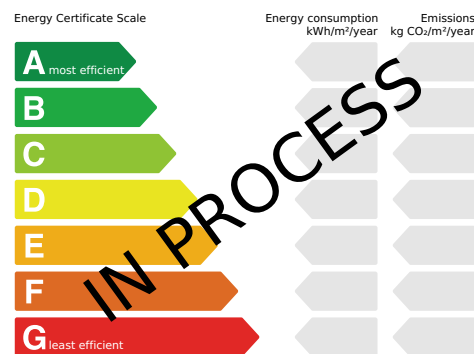 Energy Certificate Scale
Energy consumption
kWh/m²/year
Emissions
kg CO₂/m²/year
A most efficient
B
C
D
E
F
G least efficient
IN PROCESS